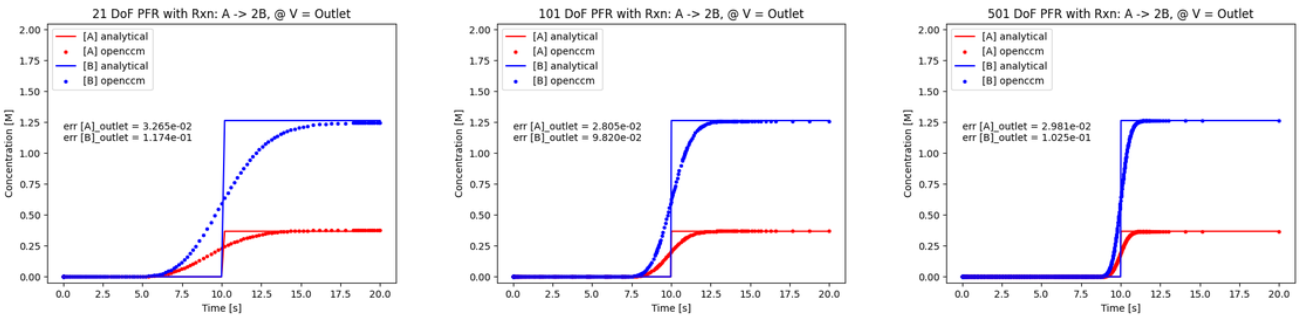 21 DoF PFR with Rxn: A -> 2B, @ V = Outlet
2.00
1.75
1.50
1.25
1.00
0.75
0.50
0.25
0.00
Concentration [M]
[A] analytical
[A] openccm
[B] analytical
[B] openccm
err [A]_outlet = 3.265e-02
err [B]_outlet = 1.174e-01
0.0 2.5 5.0 7.5 10.0 12.5 15.0 17.5 20.0
Time [s]
101 DoF PFR with Rxn: A -> 2B, @ V = Outlet
2.00
1.75
1.50
1.25
1.00
0.75
0.50
0.25
0.00
Concentration [M]
[A] analytical
[A] openccm
[B] analytical
[B] openccm
err [A]_outlet = 2.805e-02
err [B]_outlet = 9.820e-02
0.0 2.5 5.0 7.5 10.0 12.5 15.0 17.5 20.0
Time [s]
501 DoF PFR with Rxn: A -> 2B, @ V = Outlet
2.00
1.75
1.50
1.25
1.00
0.75
0.50
0.25
0.00
Concentration [M]
[A] analytical
[A] openccm
[B] analytical
[B] openccm
err [A]_outlet = 2.981e-02
err [B]_outlet = 1.025e-01
0.0 2.5 5.0 7.5 10.0 12.5 15.0 17.5 20.0
Time [s]